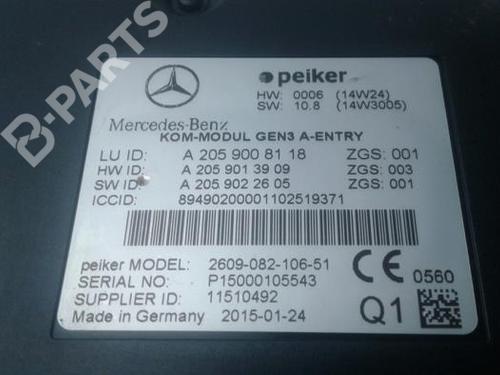 B-PARTS
peiker
HW: 0006 (14W24)
SW: 10.8 (14W3005)
Mercedes-Benz
KOM-MODUL GEN3 A-ENTRY
LU ID: A 205 900 81 18 ZGS: 001
HW ID: A 205 901 39 09 ZGS: 003
SW ID: A 205 902 26 05 ZGS: 001
ICCID: 89490200001102519371
peiker MODEL: 2609-082-106-51
SERIAL NO: P15000105543 CE 0560
SUPPLIER ID: 11510492
Made in Germany 2015-01-24 Q1